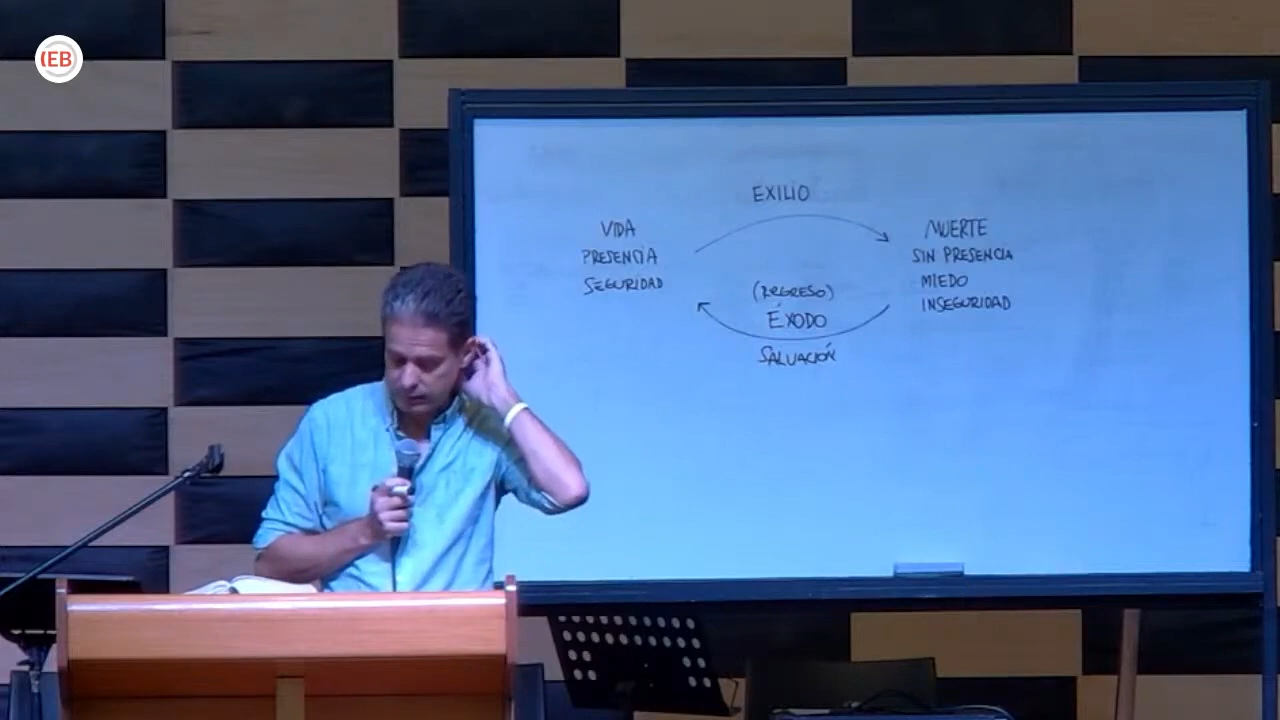 IEB
EXILIO
VIDA
PRESENCIA
SEGURIDAD
MUERTE
SIN PRESENCIA
MIEDO
INSEGURIDAD
(REGRESO)
ÉXODO
SALVACIÓN